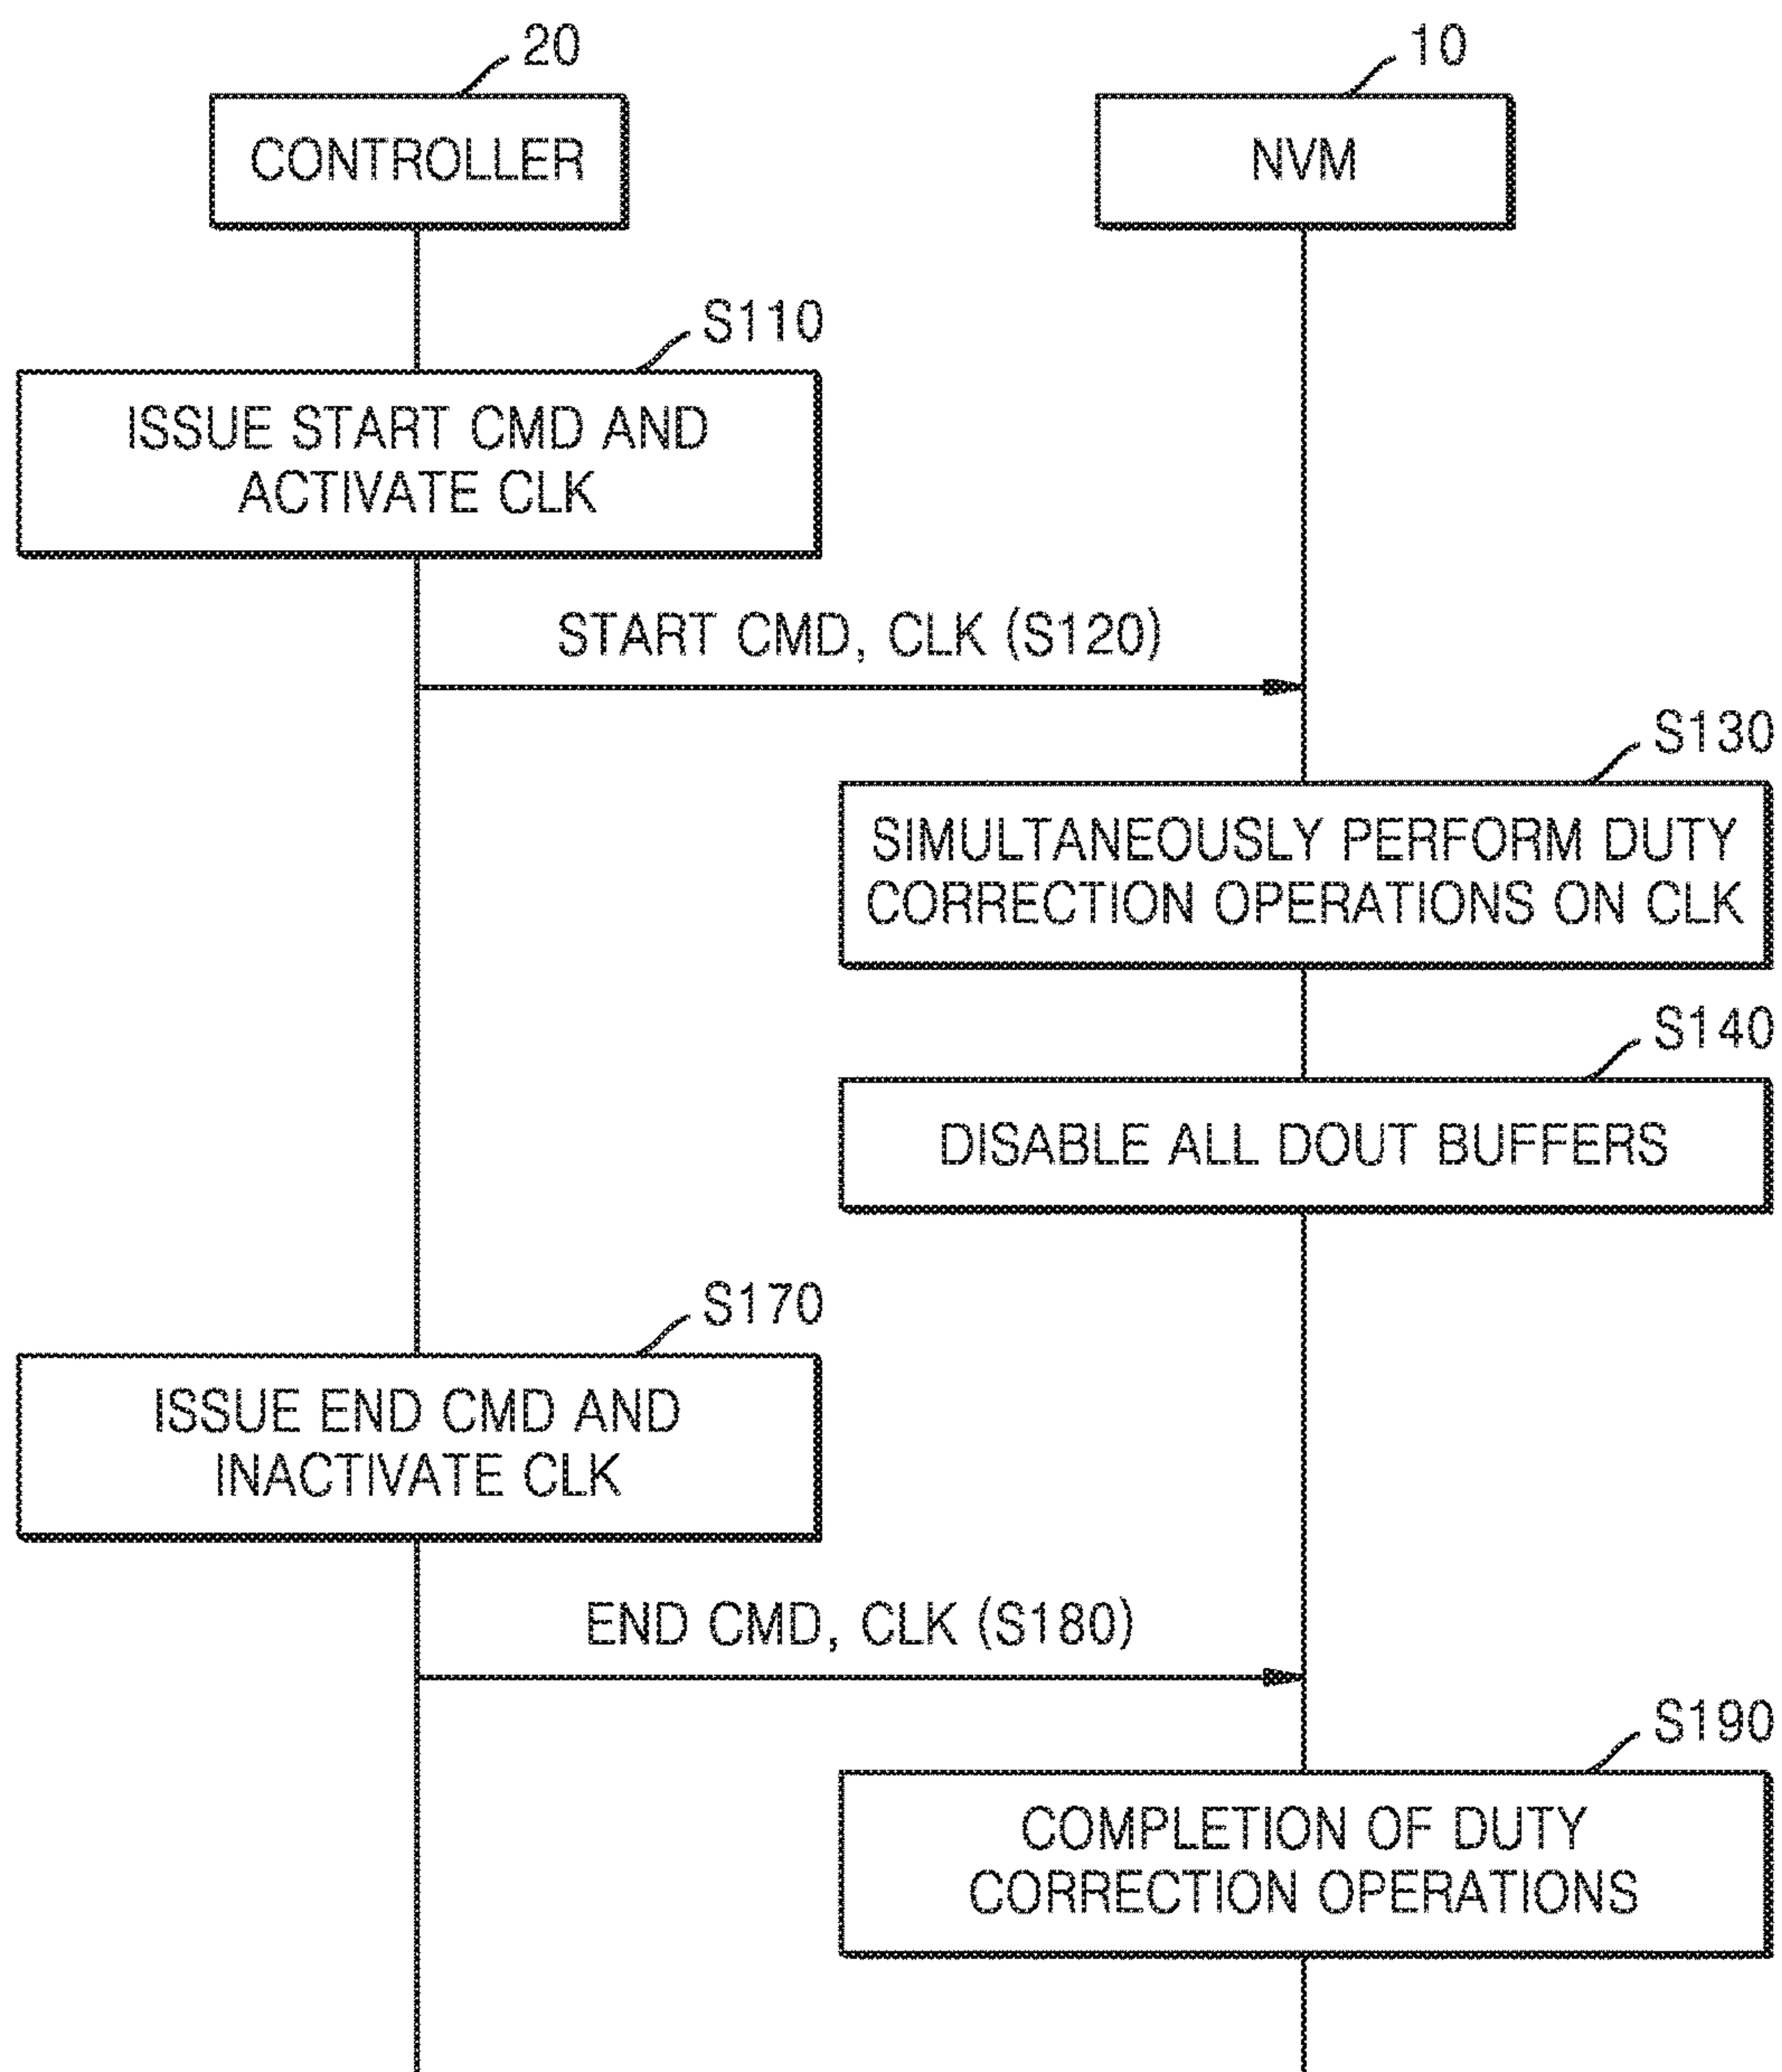 20
10
CONTROLLER
NVM
S110
ISSUE START CMD AND
ACTIVATE CLK
START CMD, CLK (S120)
S130
SIMULTANEOUSLY PERFORM DUTY
CORRECTION OPERATIONS ON CLK
S140
DISABLE ALL DOUT BUFFERS
S170
ISSUE END CMD AND
INACTIVATE CLK
END CMD, CLK (S180)
S190
COMPLETION OF DUTY
CORRECTION OPERATIONS